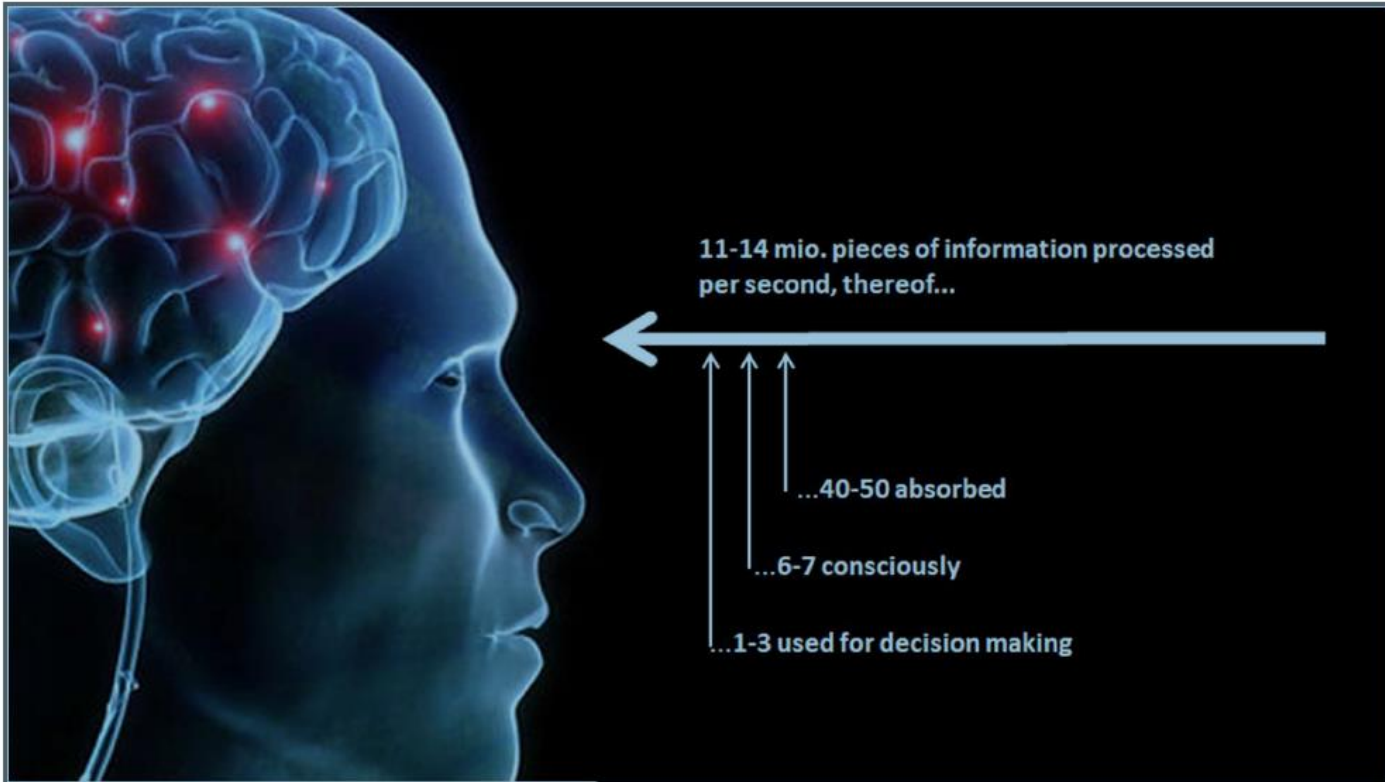 11-14 mio. pieces of information processed
per second, thereof...
...40-50 absorbed
...6-7 consciously
...1-3 used for decision making